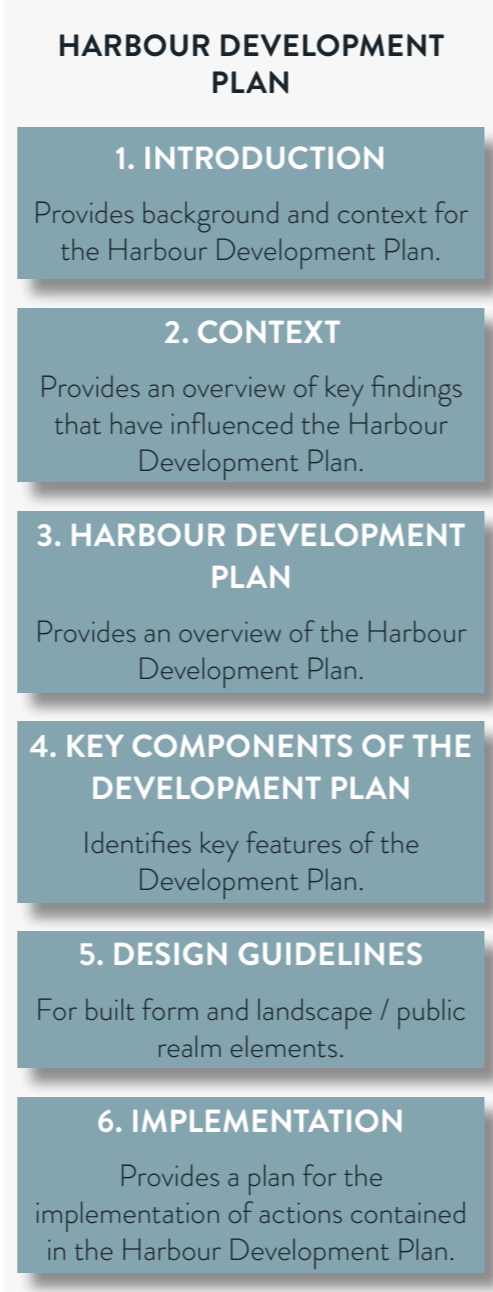 HARBOUR DEVELOPMENT
PLAN
1. INTRODUCTION
Provides background and context for
the Harbour Development Plan.
2. CONTEXT
Provides an overview of key findings
that have influenced the Harbour
Development Plan.
3. HARBOUR DEVELOPMENT
PLAN
Provides an overview of the Harbour
Development Plan.
4. KEY COMPONENTS OF THE
DEVELOPMENT PLAN
Identifies key features of the
Development Plan.
5. DESIGN GUIDELINES
For built form and landscape / public
realm elements.
6. IMPLEMENTATION
Provides a plan for the
implementation of actions contained
in the Harbour Development Plan.